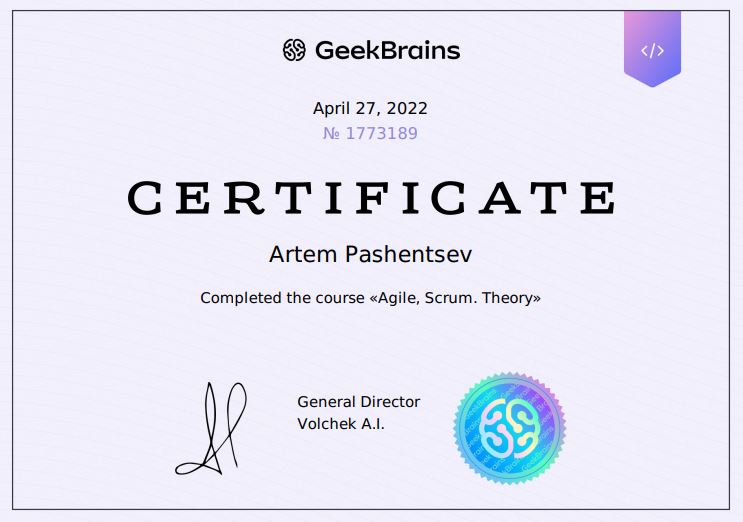 GeekBrains
</>
April 27, 2022
№ 1773189
CERTIFICATE
Artem Pashentsev
Completed the course «Agile, Scrum. Theory»
General Director
Volchek A.I.